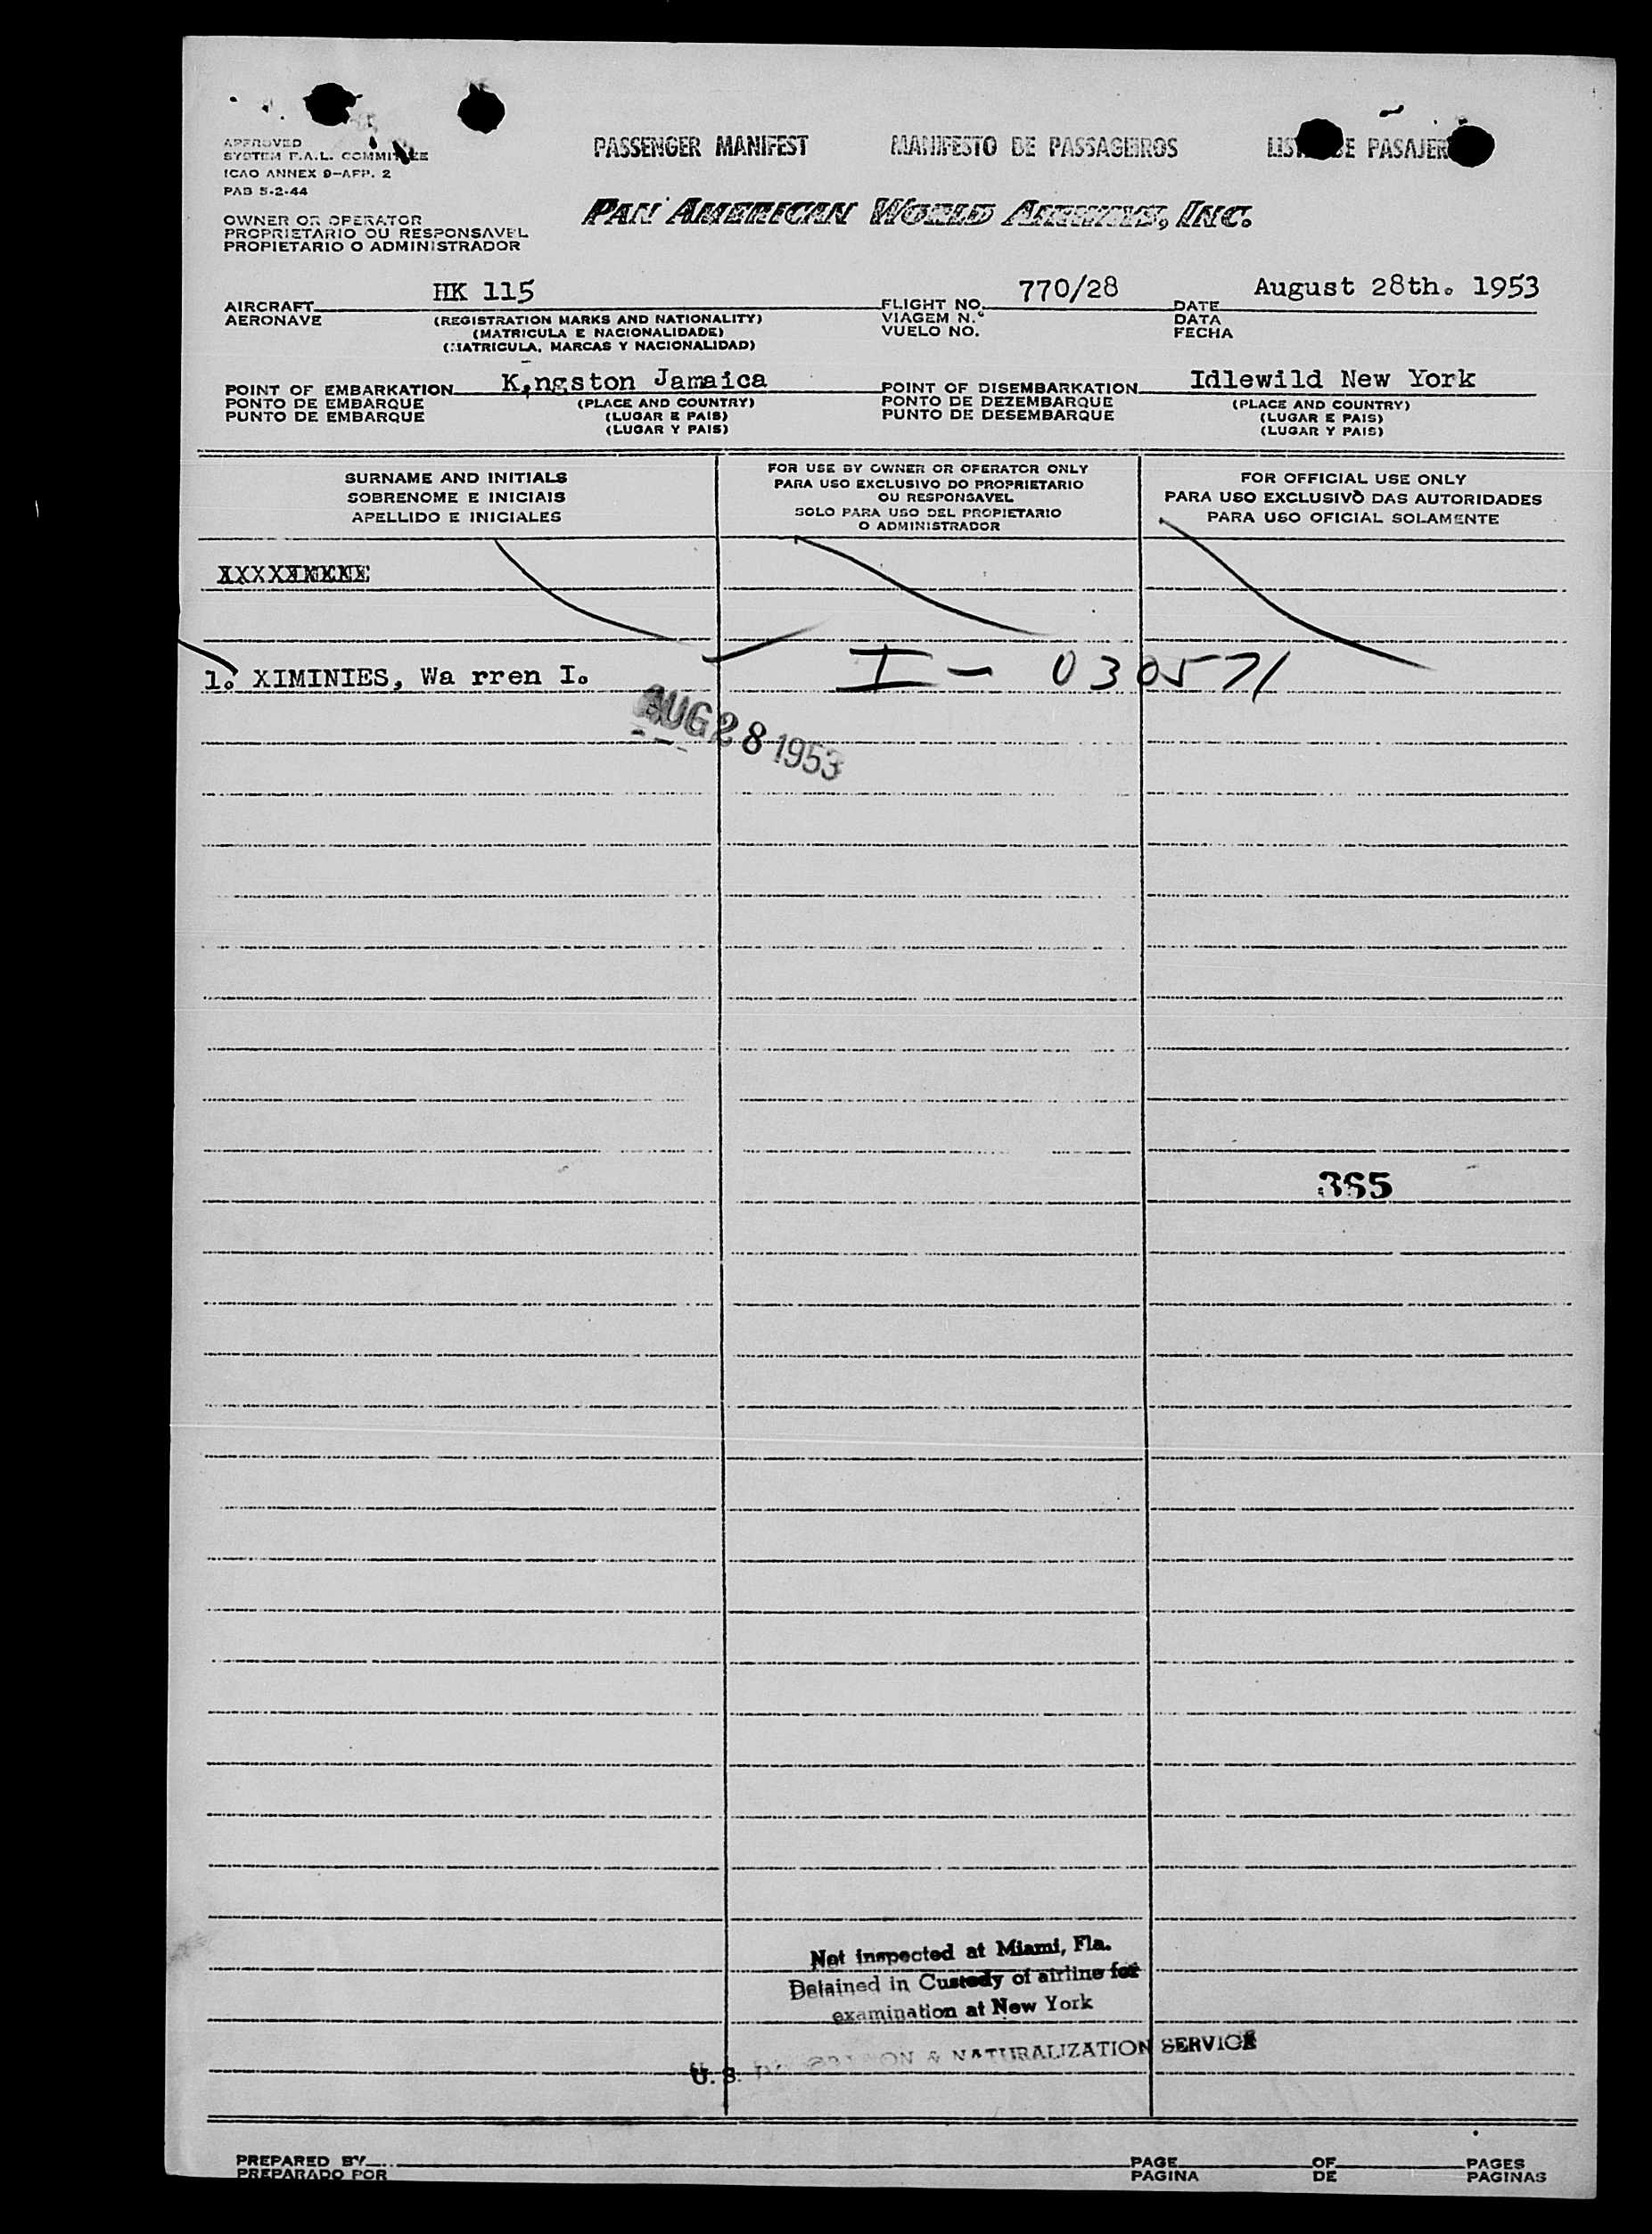 APPROVED
SYSTEM F.A.L. COMMITTEE
ICAO ANNEX 9-APP. 2
PAB 5-2-44
PASSENGER MANIFEST MANIFESTO DE PASSAGEIROS LISTA DE PASAJER
OWNER OR OPERATOR
PROPRIETARIO OU RESPONSAVEL
PROPIETARIO O ADMINISTRADOR
PAN AMERICAN WORLD AIRWAYS, INC.
AIRCRAFT HK 115 FLIGHT NO. 770/28 DATE August 28th. 1953
AERONAVE (REGISTRATION MARKS AND NATIONALITY) VIAGEM N.º DATA
(MATRICULA E NACIONALIDADE) VUELO NO. FECHA
(MATRICULA, MARCAS Y NACIONALIDAD)
POINT OF EMBARKATION K,ngston Jamaica POINT OF DISEMBARKATION Idlewild New York
PONTO DE EMBARQUE (PLACE AND COUNTRY) PONTO DE DEZEMBARQUE (PLACE AND COUNTRY)
PUNTO DE EMBARQUE (LUGAR E PAIS) PUNTO DE DESEMBARQUE (LUGAR E PAIS)
(LUGAR Y PAIS) (LUGAR Y PAIS)
SURNAME AND INITIALS
SOBRENOME E INICIAIS
APELLIDO E INICIALES
FOR USE BY OWNER OR OPERATOR ONLY
PARA USO EXCLUSIVO DO PROPRIETARIO
OU RESPONSAVEL
SOLO PARA USO DEL PROPIETARIO
O ADMINISTRADOR
FOR OFFICIAL USE ONLY
PARA USO EXCLUSIVO DAS AUTORIDADES
PARA USO OFICIAL SOLAMENTE
1. XIMINIES, Wa rren I. I - 030571
AUG 28 1953
365
Not inspected at Miami, Fla.
Detained in Custody of airline for
examination at New York
U. S. & NATURALIZATION SERVICE
PREPARED BY PAGE OF PAGES
PREPARADO POR PAGINA DE PAGINAS